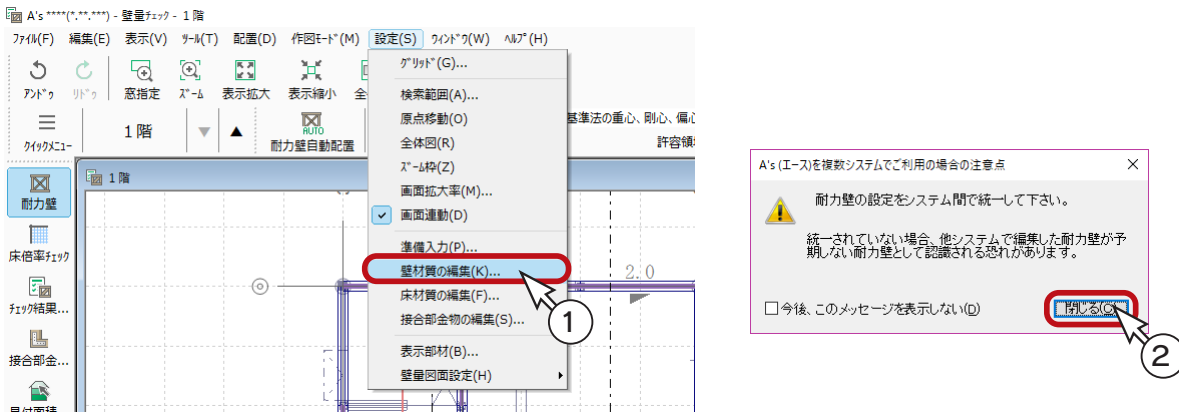 A's ****(*.**.***) - 壁量ﾁｪｯｸ - 1 階
ﾌｧｲﾙ(F) 編集(E) 表示(V) ﾂｰﾙ(T) 配置(D) 作図ﾓｰﾄﾞ(M) 設定(S) ｳｨﾝﾄﾞｳ(W) ﾍﾙﾌﾟ(H)
ｱﾝﾄﾞｩ ﾘﾄﾞｩ 窓指定 ｽﾞｰﾑ 表示拡大 表示縮小 全
ｸｲｯｸﾒﾆｭｰ 1 階 ▼ ▲ AUTO 耐力壁自動配置
基準法の重心、剛心、偏心
許容領
耐力壁
床倍率ﾁｪｯｸ
ﾁｪｯｸ結果...
接合部金...
見付面積
1 階
ｸﾞﾘｯﾄﾞ(G)...
検索範囲(A)...
原点移動(O)
全体図(R)
ｽﾞｰﾑ枠(Z)
画面拡大率(M)...
画面連動(D)
準備入力(P)...
壁材質の編集(K)...
床材質の編集(F)...
接合部金物の編集(S)...
表示部材(B)...
壁量図面設定(H)
2.0
1
A's (エース)を複数システムでご利用の場合の注意点
耐力壁の設定をシステム間で統一して下さい。
統一されていない場合、他システムで編集した耐力壁が予
期しない耐力壁として認識される恐れがあります。
今後、このメッセージを表示しない(D)
閉じる(C)
2